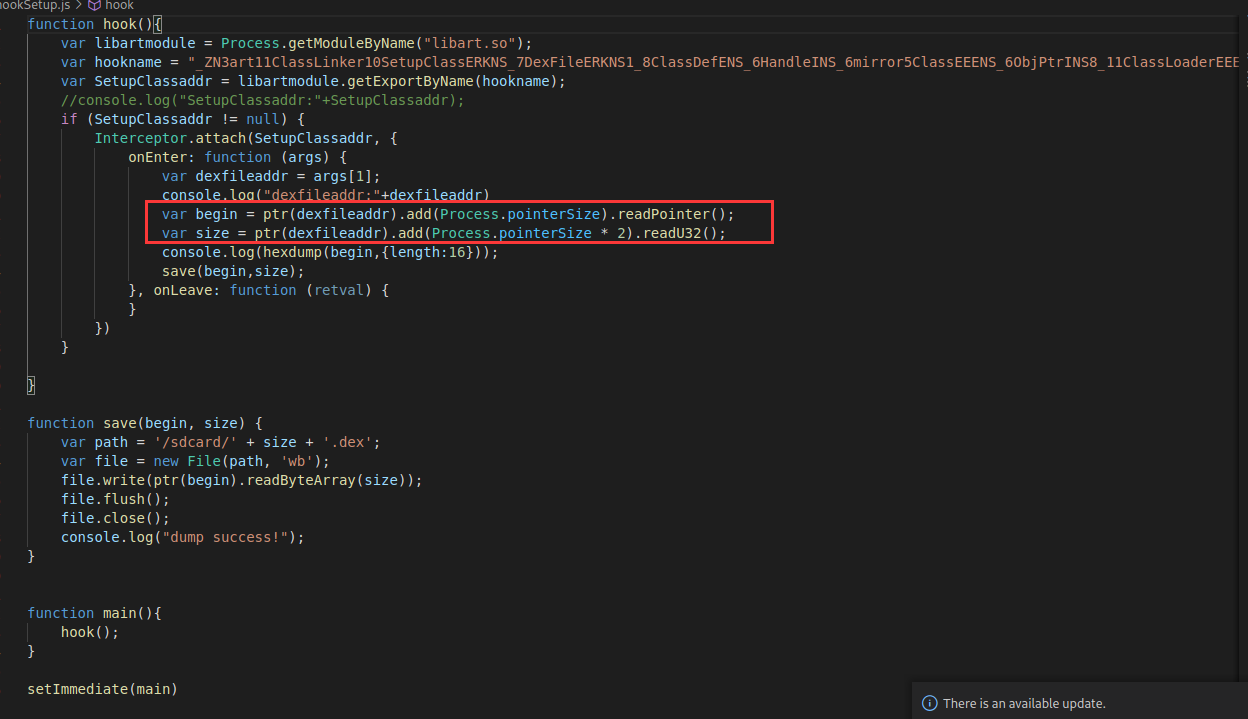 hookSetup.js > hook
function hook(){
var libartmodule = Process.getModuleByName("libart.so");
var hookname = "_ZN3art11ClassLinker10SetupClassERKNS_7DexFileERKNS1_8ClassDefENS_6HandleINS_6mirror5ClassEEENS_6ObjPtrINS8_11ClassLoaderEEE
var SetupClassaddr = libartmodule.getExportByName(hookname);
//console.log("SetupClassaddr:"+SetupClassaddr);
if (SetupClassaddr != null) {
Interceptor.attach(SetupClassaddr, {
onEnter: function (args) {
var dexfileaddr = args[1];
console.log("dexfileaddr:"+dexfileaddr)
var begin = ptr(dexfileaddr).add(Process.pointerSize).readPointer();
var size = ptr(dexfileaddr).add(Process.pointerSize * 2).readU32();
console.log(hexdump(begin,{length:16}));
save(begin,size);
}, onLeave: function (retval) {
}
})
}
}
function save(begin, size) {
var path = '/sdcard/' + size + '.dex';
var file = new File(path, 'wb');
file.write(ptr(begin).readByteArray(size));
file.flush();
file.close();
console.log("dump success!");
}
function main(){
hook();
}
setImmediate(main)
There is an available update.